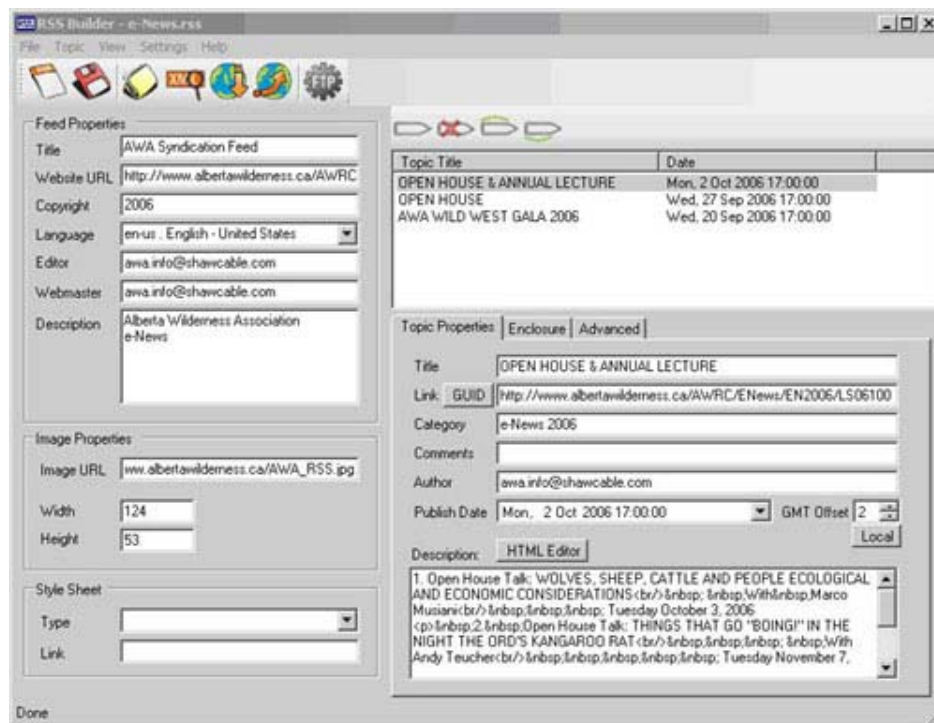 RSS Builder - e-News.rss
File Topic View Settings Help
XML FTP
Feed Properties
Title AWA Syndication Feed
Website URL http://www.albertawilderness.ca/AWRC
Copyright 2006
Language en-us . English - United States
Editor awa.info@shawcable.com
Webmaster awa.info@shawcable.com
Description Alberta Wilderness Association
e-News
Image Properties
Image URL ww.albertawilderness.ca/AWA_RSS.jpg
Width 124
Height 53
Style Sheet
Type
Link
Topic Title Date
OPEN HOUSE & ANNUAL LECTURE Mon, 2 Oct 2006 17:00:00
OPEN HOUSE Wed, 27 Sep 2006 17:00:00
AWA WILD WEST GALA 2006 Wed, 20 Sep 2006 17:00:00
Topic Properties Enclosure Advanced
Title OPEN HOUSE & ANNUAL LECTURE
Link GUID http://www.albertawilderness.ca/AWRC/ENews/EN2006/LS06100
Category e-News 2006
Comments
Author awa.info@shawcable.com
Publish Date Mon, 2 Oct 2006 17:00:00 GMT Offset 2
Local
Description: HTML Editor
1. Open House Talk: WOLVES, SHEEP, CATTLE AND PEOPLE ECOLOGICAL
AND ECONOMIC CONSIDERATIONS<br/>&nbsp; &nbsp;With&nbsp;Marco
Musiani<br/>&nbsp;&nbsp;&nbsp; Tuesday October 3, 2006
<p>&nbsp;2.&nbsp;Open House Talk: THINGS THAT GO "BOING!" IN THE
NIGHT THE ORD'S KANGAROO RAT<br/>&nbsp;&nbsp;&nbsp; &nbsp;With
Andy Teucher<br/>&nbsp;&nbsp;&nbsp;&nbsp;&nbsp; Tuesday November 7,
Done